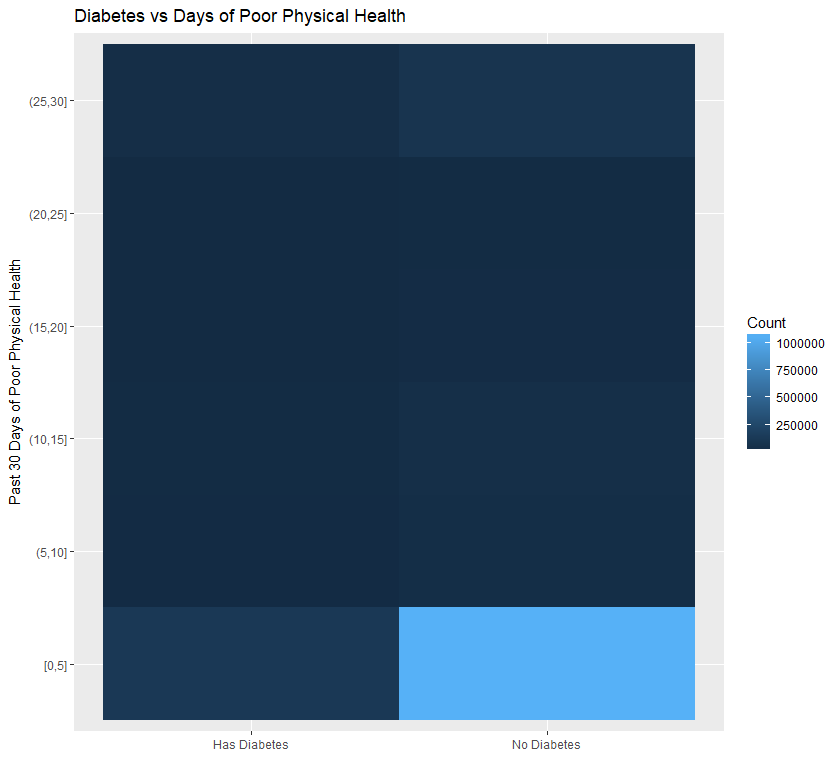 Diabetes vs Days of Poor Physical Health
Past 30 Days of Poor Physical Health
(25,30]
(20,25]
(15,20]
(10,15]
(5,10]
[0,5]
Has Diabetes
No Diabetes
Count
1000000
750000
500000
250000